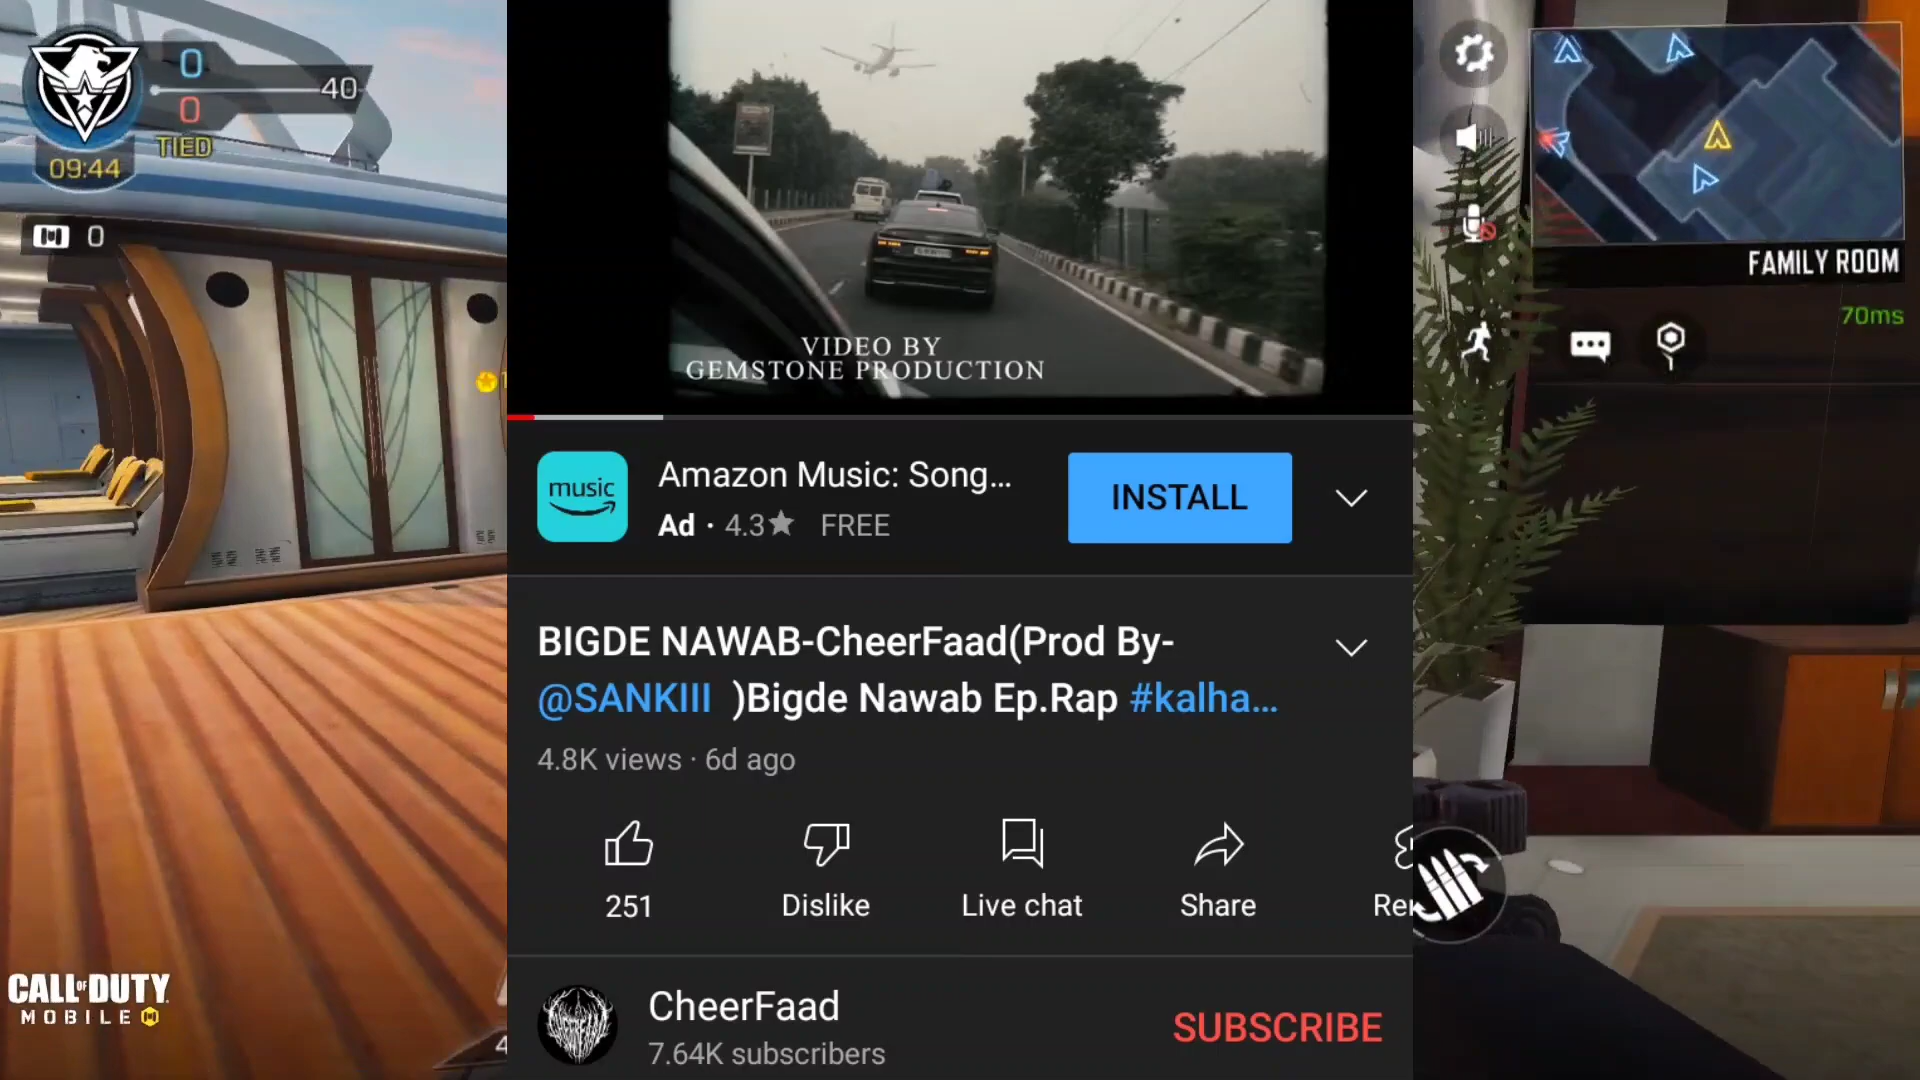 0
0
40
TIED
09:44
0
VIDEO BY
GEMSTONE PRODUCTION
FAMILY ROOM
70ms
music
Amazon Music: Song...
Ad · 4.3★ FREE
INSTALL
BIGDE NAWAB-CheerFaad(Prod By-
@SANKIII )Bigde Nawab Ep.Rap #kalha...
4.8K views · 6d ago
251
Dislike
Live chat
Share
CheerFaad
7.64K subscribers
SUBSCRIBE
CALL OF DUTY
MOBILE